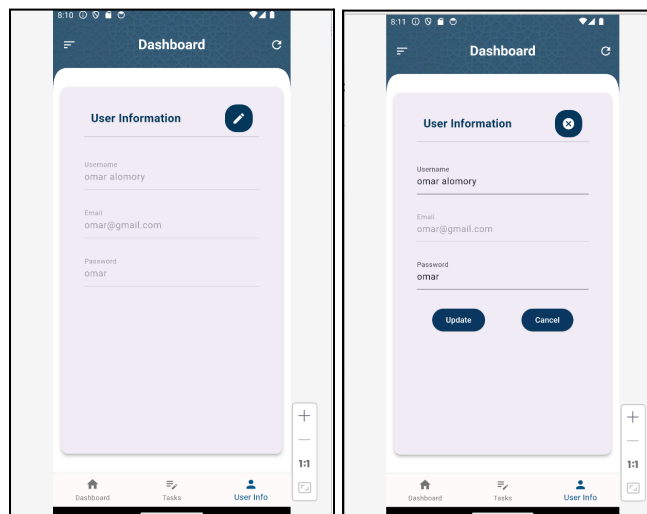 8:10
Dashboard
User Information
Username
omar alomory
Email
omar@gmail.com
Password
omar
Dashboard
Tasks
User Info
1:1
8:11
Dashboard
User Information
Username
omar alomory
Email
omar@gmail.com
Password
omar
Update
Cancel
Dashboard
Tasks
User Info
1:1